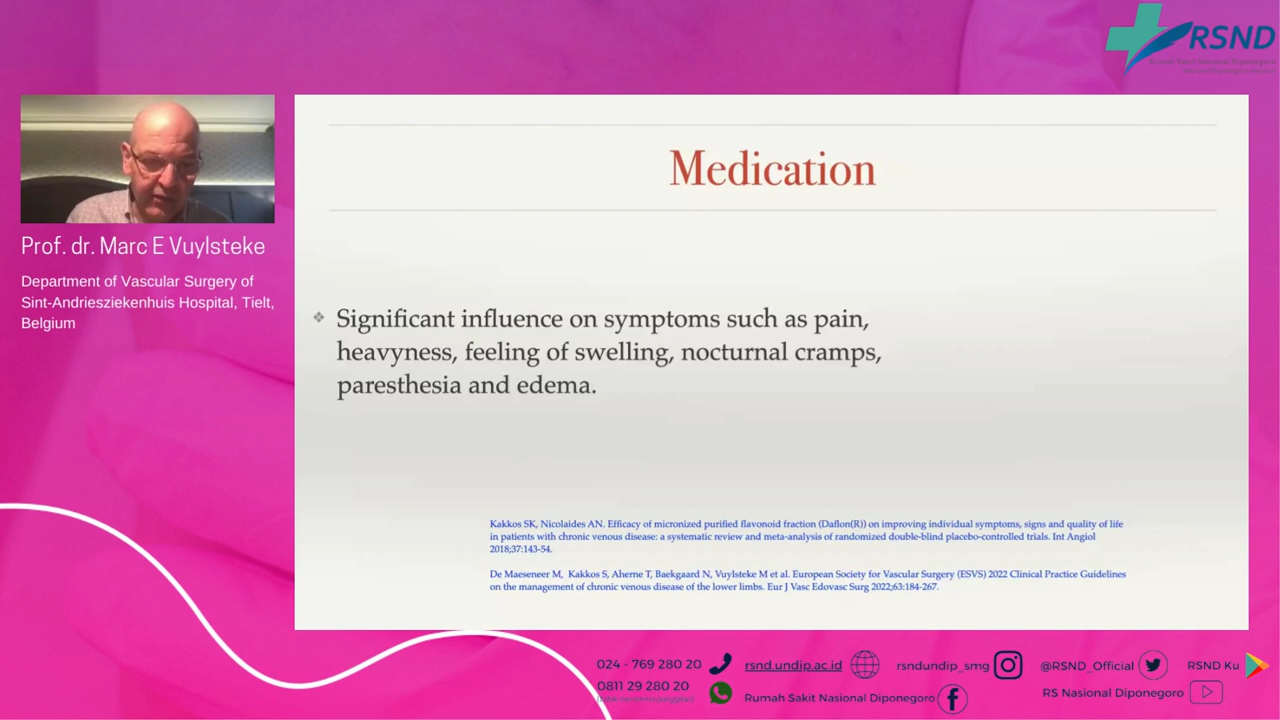 RSND
Rumah Sakit Nasional Diponegoro
Prof. dr. Marc E Vuylsteke
Department of Vascular Surgery of
Sint-Andriesziekenhuis Hospital, Tielt,
Belgium
Medication
Significant influence on symptoms such as pain,
heavyness, feeling of swelling, nocturnal cramps,
paresthesia and edema.
Kakkos SK, Nicolaides AN. Efficacy of micronized purified flavonoid fraction (Daflon(R)) on improving individual symptoms, signs and quality of life
in patients with chronic venous disease: a systematic review and meta-analysis of randomized double-blind placebo-controlled trials. Int Angiol
2018;37:143-54.
De Maeseneer M, Kakkos S, Aherne T, Baekgaard N, Vuylsteke M et al. European Society for Vascular Surgery (ESVS) 2022 Clinical Practice Guidelines
on the management of chronic venous disease of the lower limbs. Eur J Vasc Edovasc Surg 2022;63:184-267.
024 - 769 280 20
rsnd.undip.ac.id
rsndundip_smg
@RSND_Official
RSND Ku
0811 29 280 20
Rumah Sakit Nasional Diponegoro
RS Nasional Diponegoro